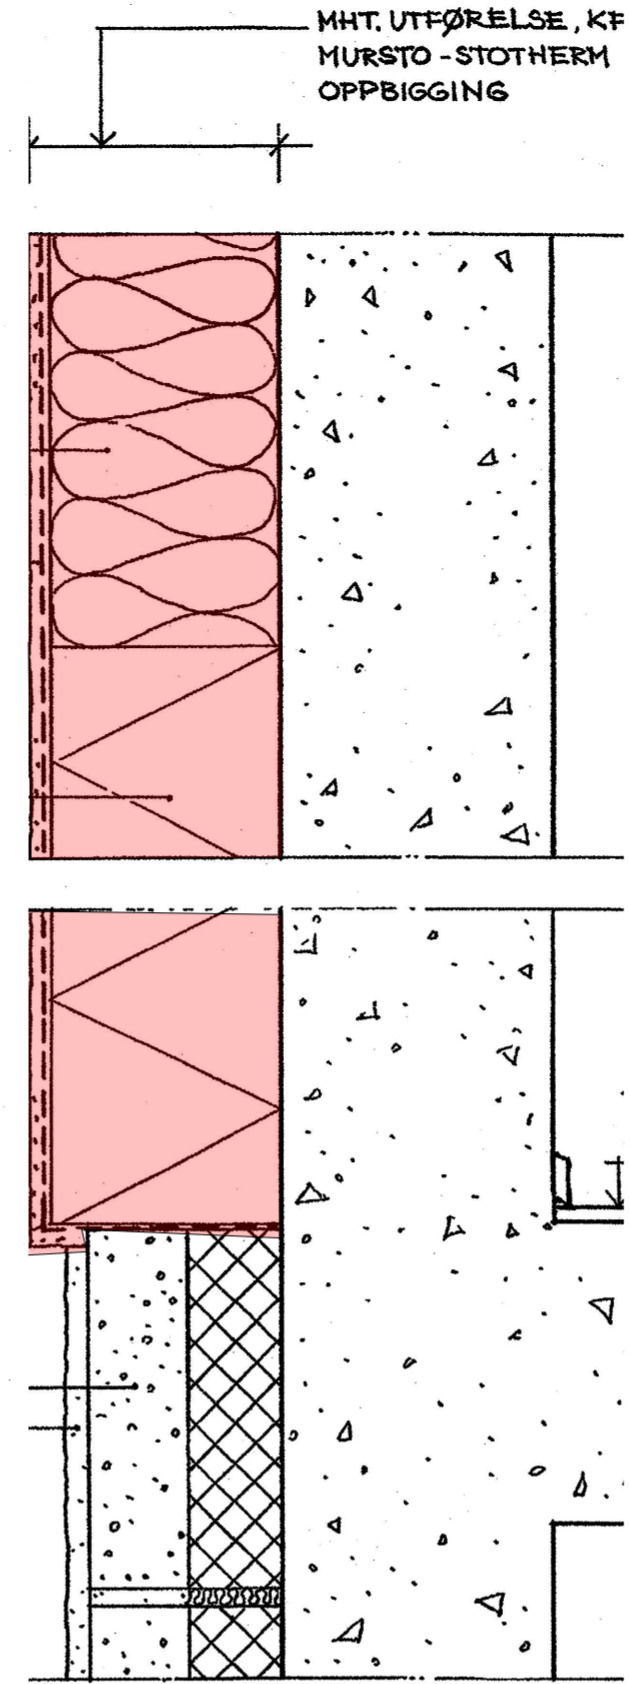 MHT. UTFØRELSE, KF
MURSTO - STOTHERM
OPPBIGGING